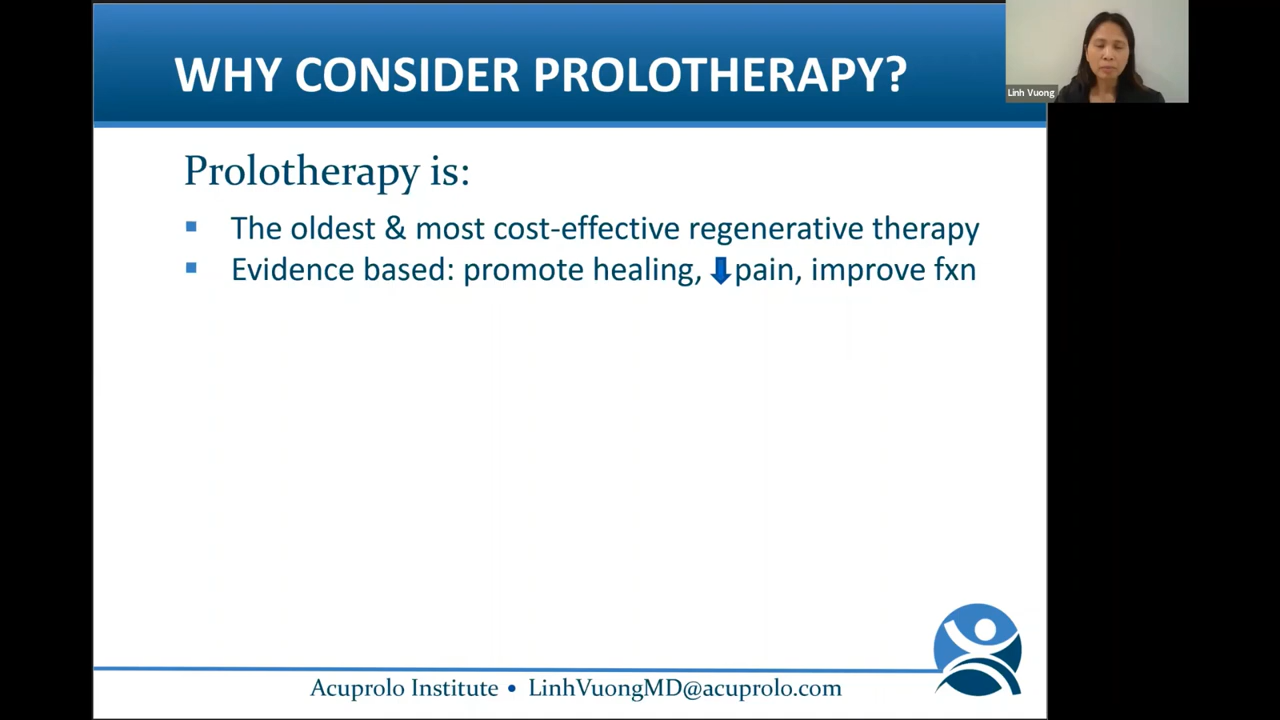 WHY CONSIDER PROLOTHERAPY?
Linh Vuong
Prolotherapy is:
▪ The oldest & most cost-effective regenerative therapy
▪ Evidence based: promote healing, ⬇pain, improve fxn
Acuprolo Institute • LinhVuongMD@acuprolo.com